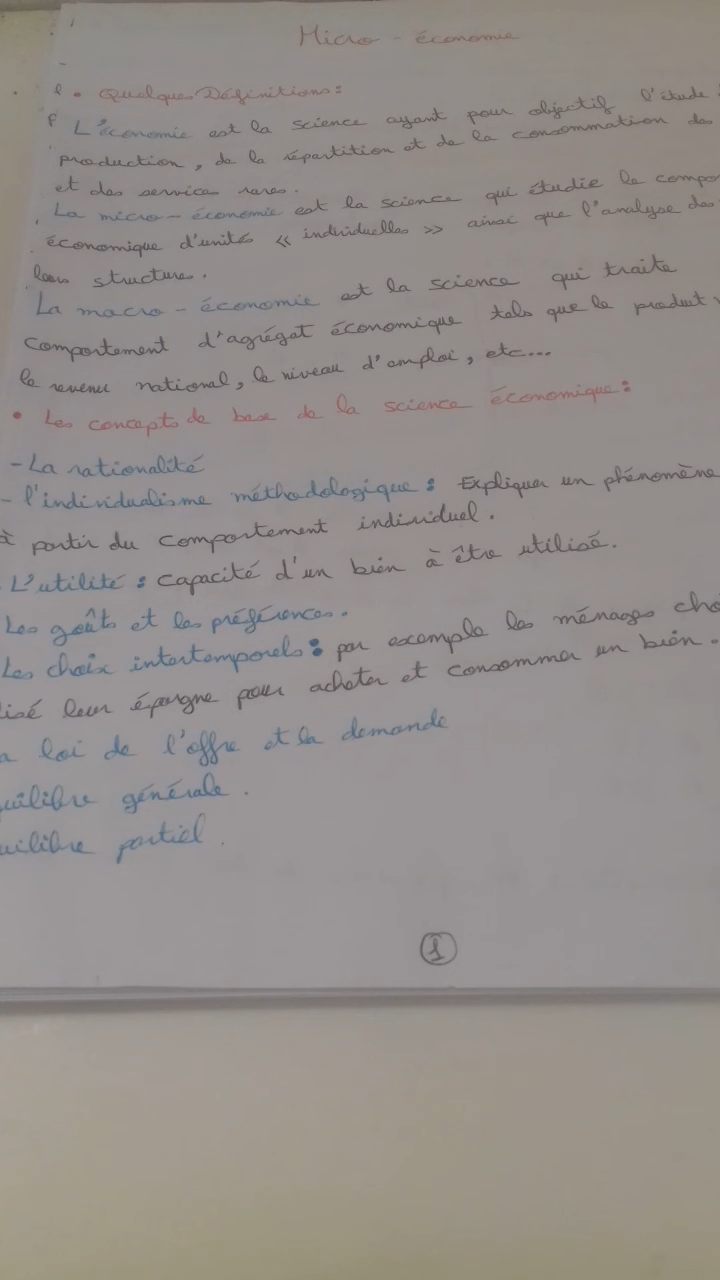 Micro - économie
• Quelques Définitions :
L'économie est la science ayant pour objectif l'étude
production, de la répartition et de la consommation des
et des service rares.
La micro - économie est la science qui étudie le compor
économique d'unités << individuelles >> ainsi que l'analyse des
leur structure.
La macro - économie est la science qui traite
Comportement d'agrégat économique tels que le produit
le revenu national, le niveau d'emploi, etc...
• Les concepts de base de la science économique :
- La rationalité
- l'individualisme méthodologique : Expliquer un phénomène
à partir du comportement individuel.
L'utilité : capacité d'un bien à être utilisé.
Les goûts et les préférences.
Les choix intertemporels : par exemple les ménages cho
lisé leur épargne pour acheter et consommer un bien.
a loi de l'offre et la demande
uilibre générale.
uilibre partiel.
1